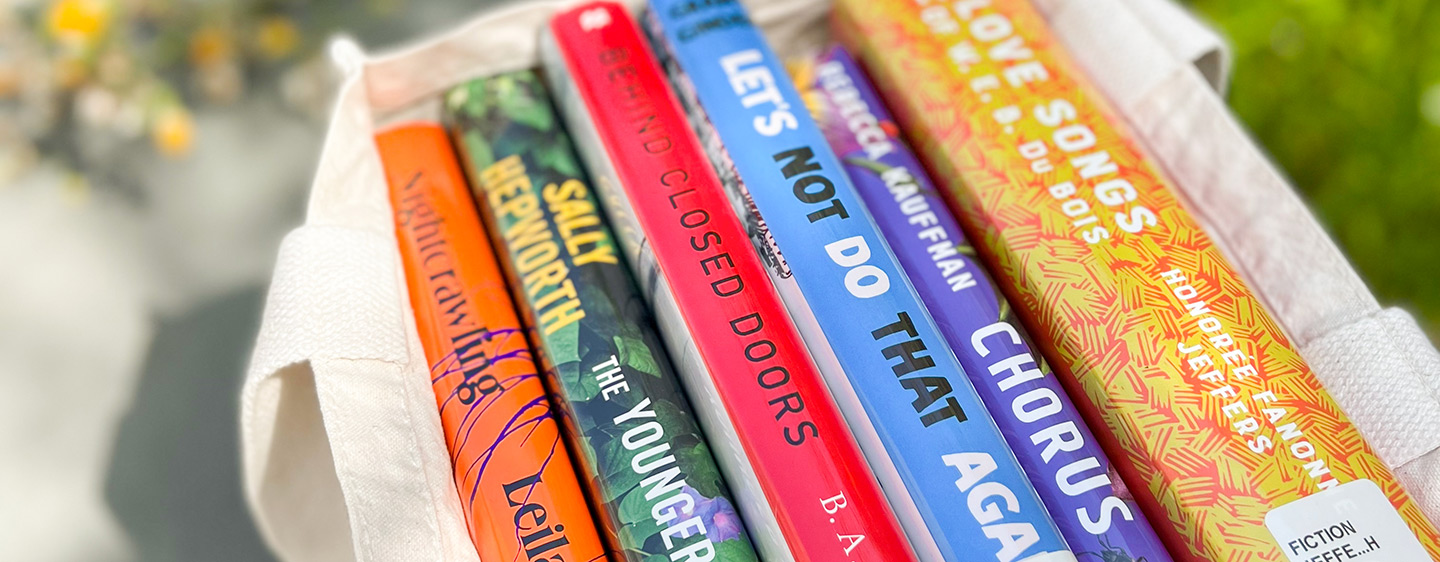 Nightcrawling
Leila
SALLY
HEPWORTH
THE YOUNGER
BEHIND CLOSED DOORS
B. A
LET'S NOT DO THAT AGAI
REBECCA KAUFFMAN
CHORUS
LOVE SONGS
OF W. E. B. DU BOIS
HONORÉE FANONNE
JEFFERS
FICTION
JEFFE...H